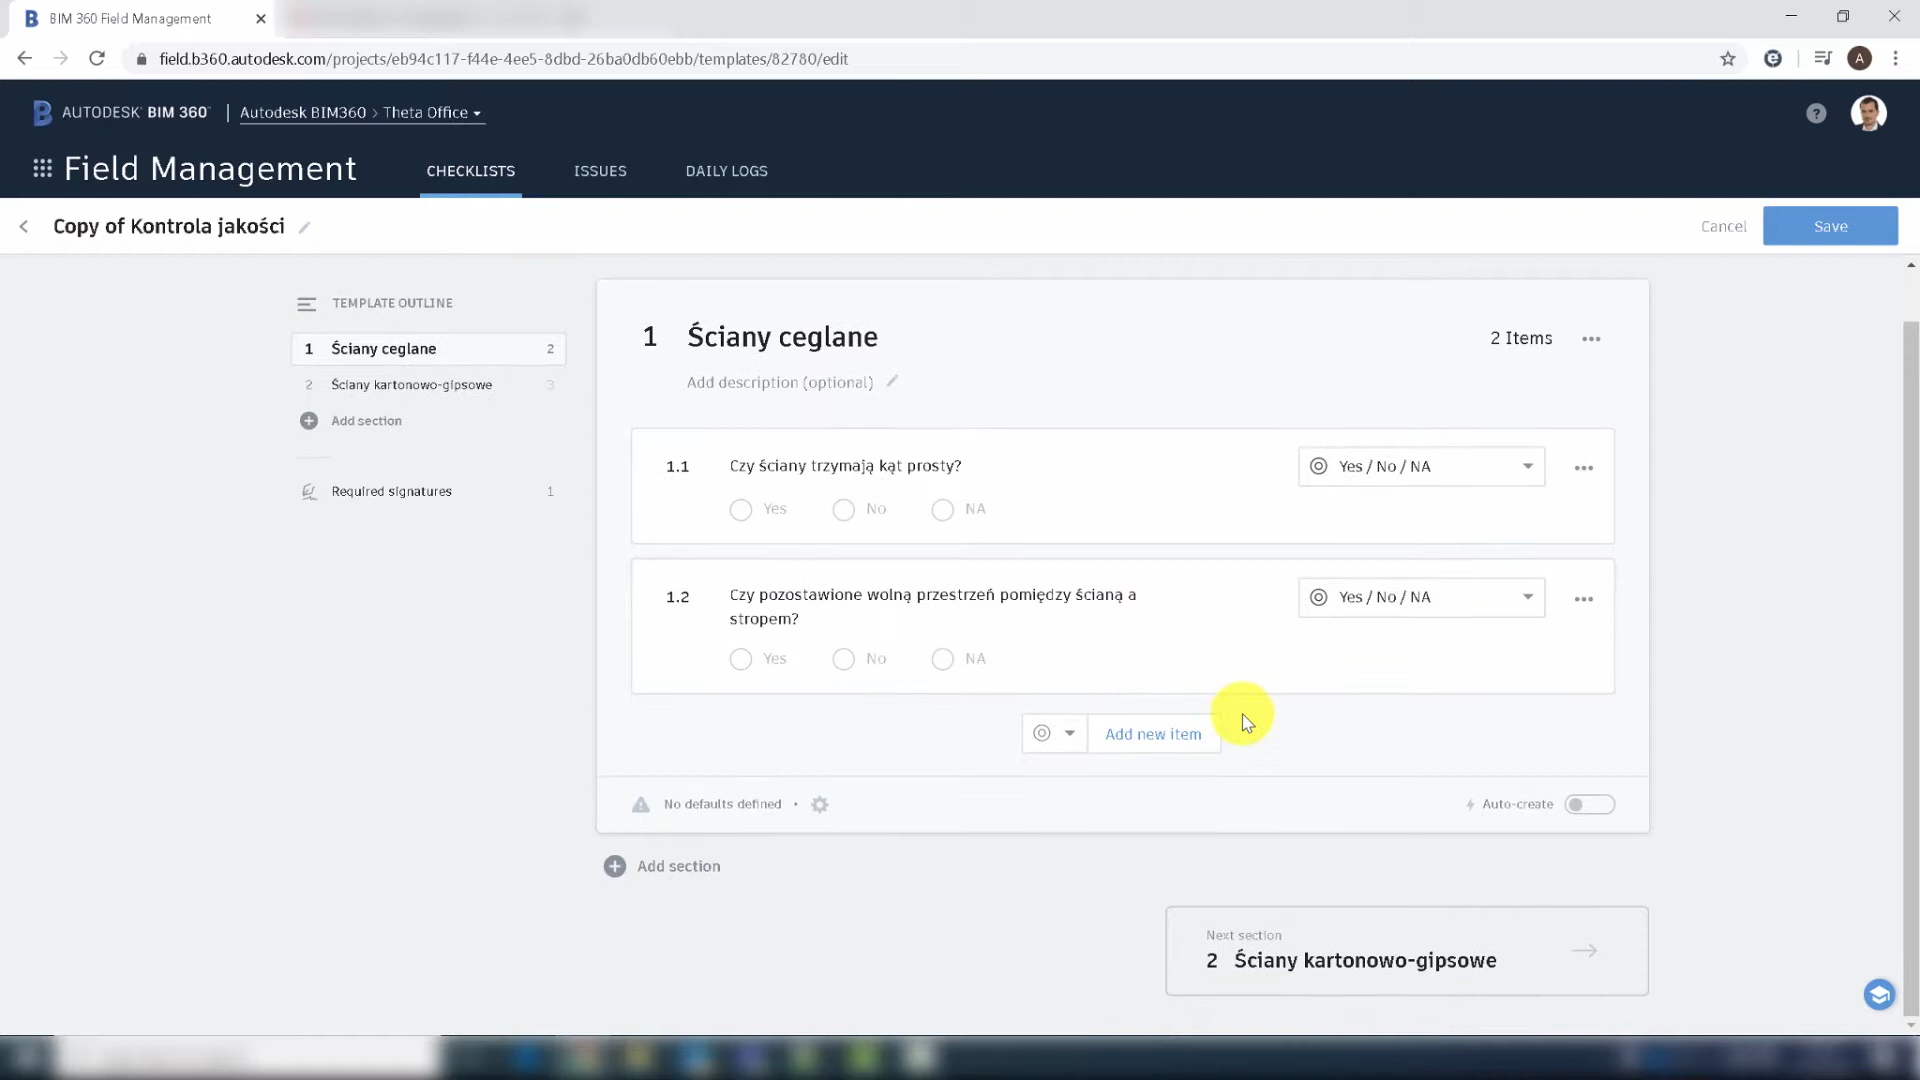 BIM 360 Field Management
field.b360.autodesk.com/projects/eb94c117-f44e-4ee5-8dbd-26ba0db60ebb/templates/82780/edit
A
AUTODESK® BIM 360™ Autodesk BIM360 > Theta Office
?
Field Management CHECKLISTS ISSUES DAILY LOGS
Copy of Kontrola jakości Cancel Save
TEMPLATE OUTLINE
1 Ściany ceglane 2
2 Ściany kartonowo-gipsowe 3
Add section
Required signatures 1
1 Ściany ceglane 2 Items
Add description (optional)
1.1 Czy ściany trzymają kąt prosty? Yes / No / NA
Yes No NA
1.2 Czy pozostawione wolną przestrzeń pomiędzy ścianą a Yes / No / NA
stropem?
Yes No NA
Add new item
No defaults defined • Auto-create
Add section
Next section
2 Ściany kartonowo-gipsowe